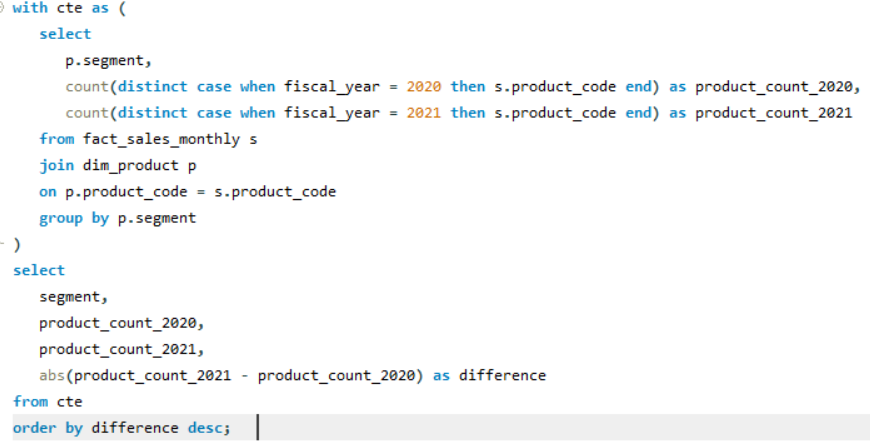 with cte as (
select
p.segment,
count(distinct case when fiscal_year = 2020 then s.product_code end) as product_count_2020,
count(distinct case when fiscal_year = 2021 then s.product_code end) as product_count_2021
from fact_sales_monthly s
join dim_product p
on p.product_code = s.product_code
group by p.segment
)
select
segment,
product_count_2020,
product_count_2021,
abs(product_count_2021 - product_count_2020) as difference
from cte
order by difference desc;